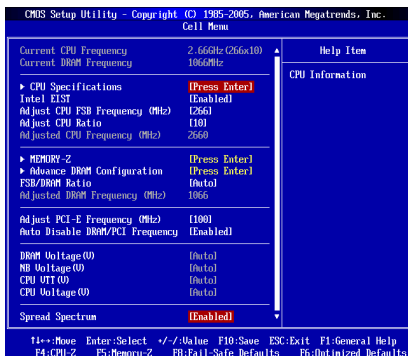 CMOS Setup Utility - Copyright (C) 1985-2005, American Megatrends, Inc.
Cell Menu
Current CPU Frequency 2.66GHz(266x10)
Current DRAM Frequency 1066MHz
Help Item
CPU Information
▶ CPU Specifications [Press Enter]
Intel EIST [Enabled]
Adjust CPU FSB Frequency (MHz) [266]
Adjust CPU Ratio [10]
Adjusted CPU Frequency (MHz) 2660
▶ MEMORY-Z [Press Enter]
▶ Advance DRAM Configuration [Press Enter]
FSB/DRAM Ratio [Auto]
Adjusted DRAM Frequency (MHz) 1066
Adjust PCI-E Frequency (MHz) [100]
Auto Disable DRAM/PCI Frequency [Enabled]
DRAM Voltage(V) [Auto]
NB Voltage(V) [Auto]
CPU VTT(V) [Auto]
CPU Voltage(V) [Auto]
Spread Spectrum [Enabled]
↑↓←→:Move Enter:Select +/-/:Value F10:Save ESC:Exit F1:General Help
F4:CPU-Z F5:Memory-Z F8:Fail-Safe Defaults F6:Optimized Defaults